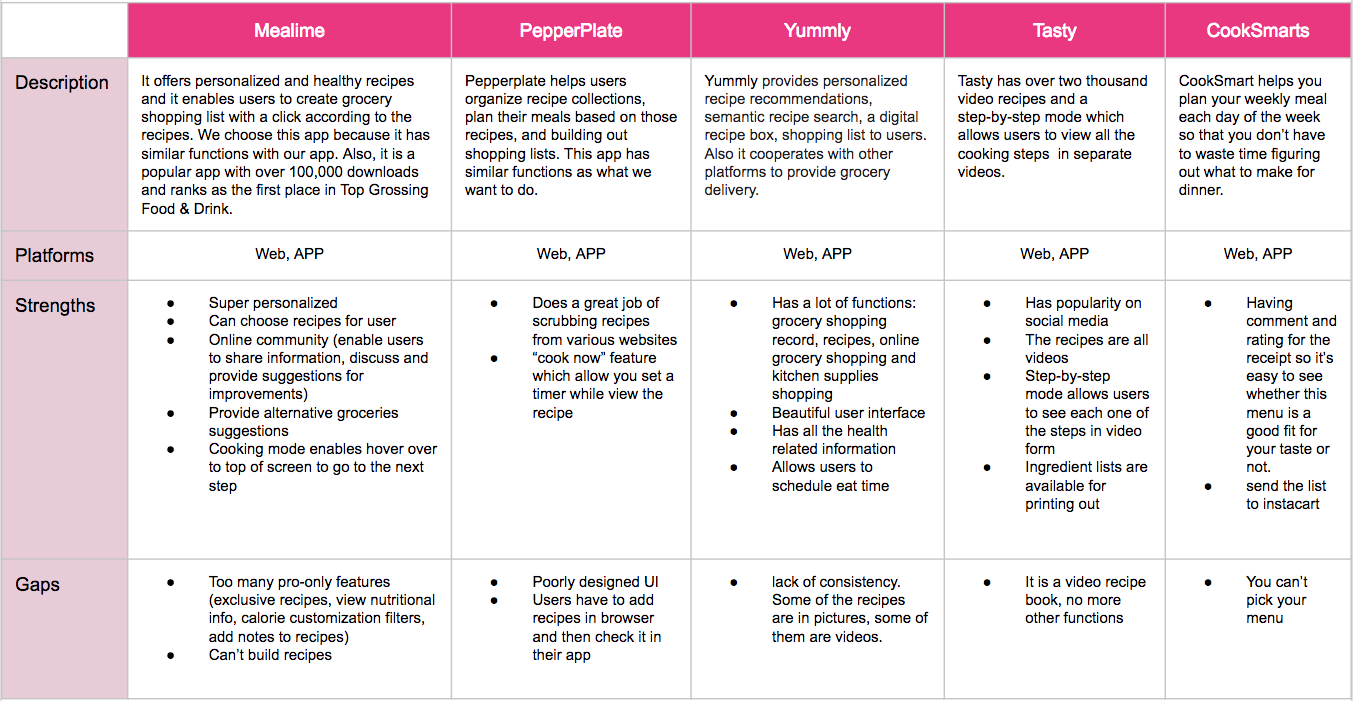 Mealime
PepperPlate
Yummly
Tasty
CookSmarts
Description
It offers personalized and healthy recipes
and it enables users to create grocery
shopping list with a click according to the
recipes. We choose this app because it has
similar functions with our app. Also, it is a
popular app with over 100,000 downloads
and ranks as the first place in Top Grossing
Food & Drink.
Pepperplate helps users
organize recipe collections,
plan their meals based on those
recipes, and building out
shopping lists. This app has
similar functions as what we
want to do.
Yummly provides personalized
recipe recommendations,
semantic recipe search, a digital
recipe box, shopping list to users.
Also it cooperates with other
platforms to provide grocery
delivery.
Tasty has over two thousand
video recipes and a
step-by-step mode which
allows users to view all the
cooking steps in separate
videos.
CookSmart helps you
plan your weekly meal
each day of the week
so that you don't have
to waste time figuring
out what to make for
dinner.
Platforms
Web, APP
Web, APP
Web, APP
Web, APP
Web, APP
Strengths
● Super personalized
● Can choose recipes for user
● Online community (enable users
to share information, discuss and
provide suggestions for
improvements)
● Provide alternative groceries
suggestions
● Cooking mode enables hover over
to top of screen to go to the next
step
● Does a great job of
scrubbing recipes
from various websites
● “cook now” feature
which allow you set a
timer while view the
recipe
● Has a lot of functions:
grocery shopping
record, recipes, online
grocery shopping and
kitchen supplies
shopping
● Beautiful user interface
● Has all the health
related information
● Allows users to
schedule eat time
● Has popularity on
social media
● The recipes are all
videos
● Step-by-step
mode allows users
to see each one of
the steps in video
form
● Ingredient lists are
available for
printing out
● Having
comment and
rating for the
receipt so it's
easy to see
whether this
menu is a
good fit for
your taste or
not.
● send the list
to instacart
Gaps
● Too many pro-only features
(exclusive recipes, view nutritional
info, calorie customization filters,
add notes to recipes)
● Can't build recipes
● Poorly designed UI
● Users have to add
recipes in browser
and then check it in
their app
● lack of consistency.
Some of the recipes
are in pictures, some of
them are videos.
● It is a video recipe
book, no more
other functions
● You can't
pick your
menu